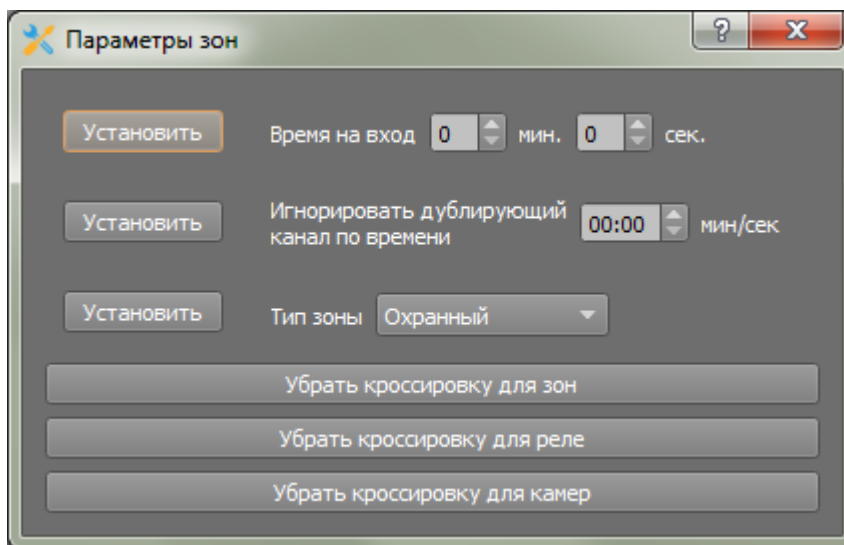 Параметры зон
?
Установить Время на вход 0 мин. 0 сек.
Установить Игнорировать дублирующий
канал по времени 00:00 мин/сек
Установить Тип зоны Охранный
Убрать кроссировку для зон
Убрать кроссировку для реле
Убрать кроссировку для камер